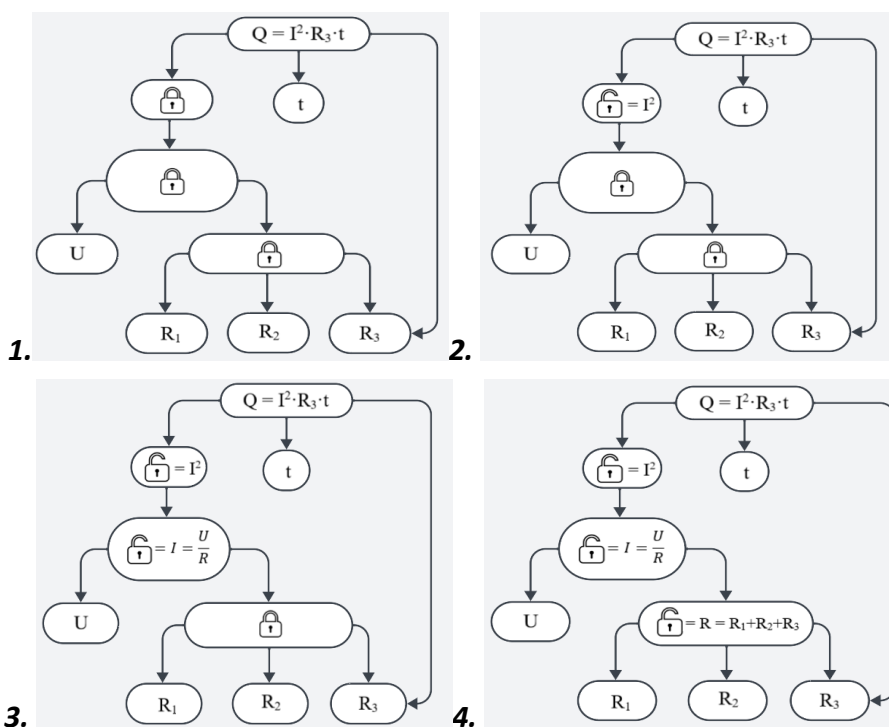 Q = I²·R₃·t
t
U
R₁ R₂ R₃
1.
Q = I²·R₃·t
= I²
t
U
R₁ R₂ R₃
2.
Q = I²·R₃·t
= I²
t
= I = U/R
U
R₁ R₂ R₃
3.
Q = I²·R₃·t
= I²
t
= I = U/R
U
= R = R₁+R₂+R₃
R₁ R₂ R₃
4.